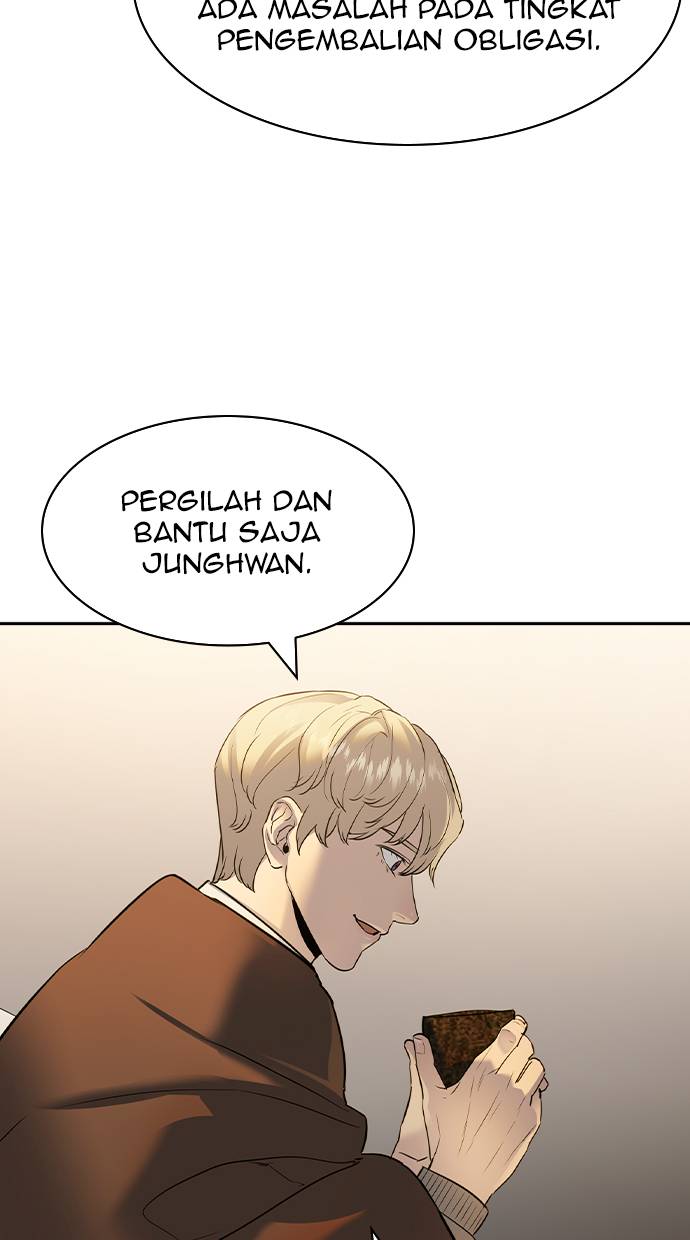 ADA MASALAH PADA TINGKAT
PENGEMBALIAN OBLIGASI.
PERGILAH DAN
BANTU SAJA
JUNGHWAN.